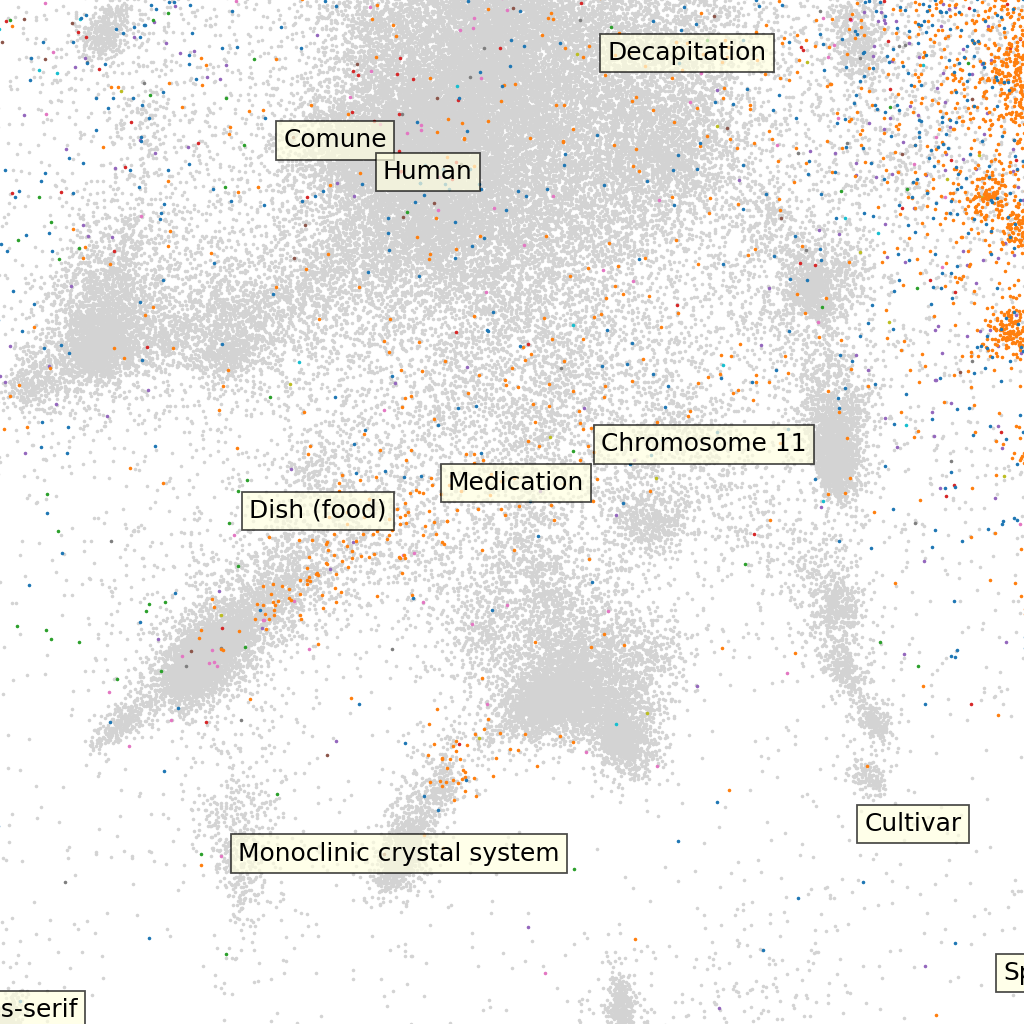 Decapitation
Comune
Human
Chromosome 11
Medication
Dish (food)
Cultivar
Monoclinic crystal system
Sp
s-serif